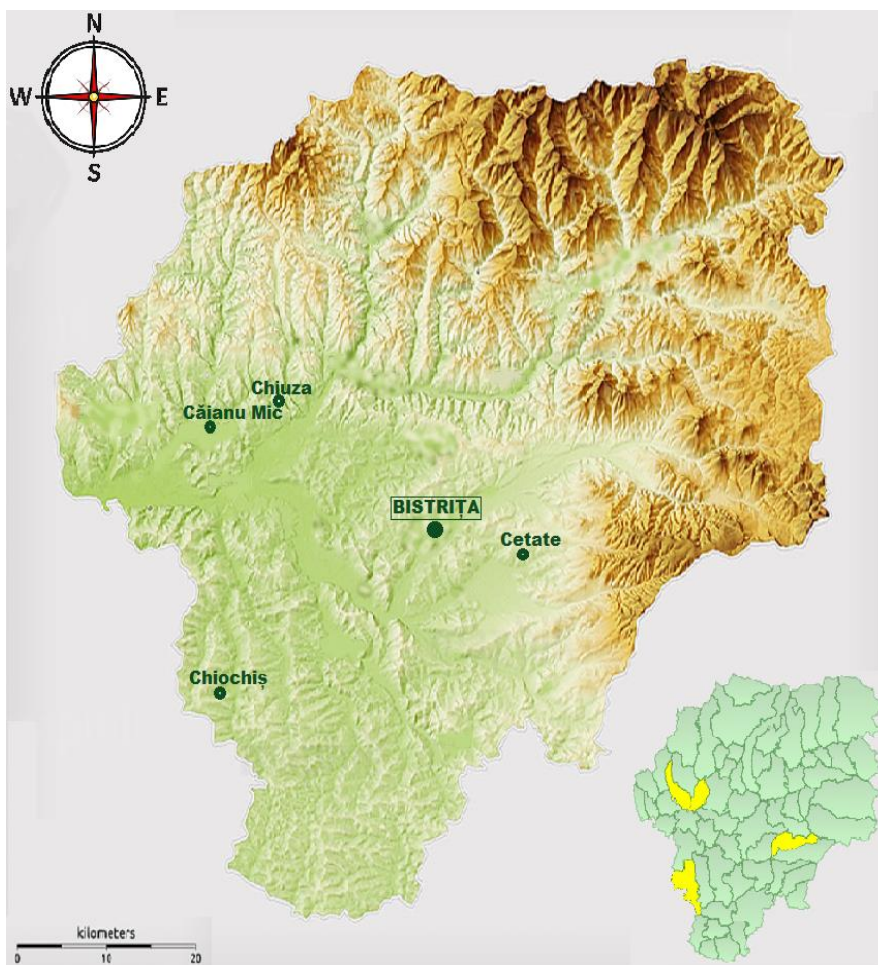 N
W E
S
Chiuza
Căianu Mic
BISTRIȚA
Cetate
Chiochiș
kilometers
0 10 20